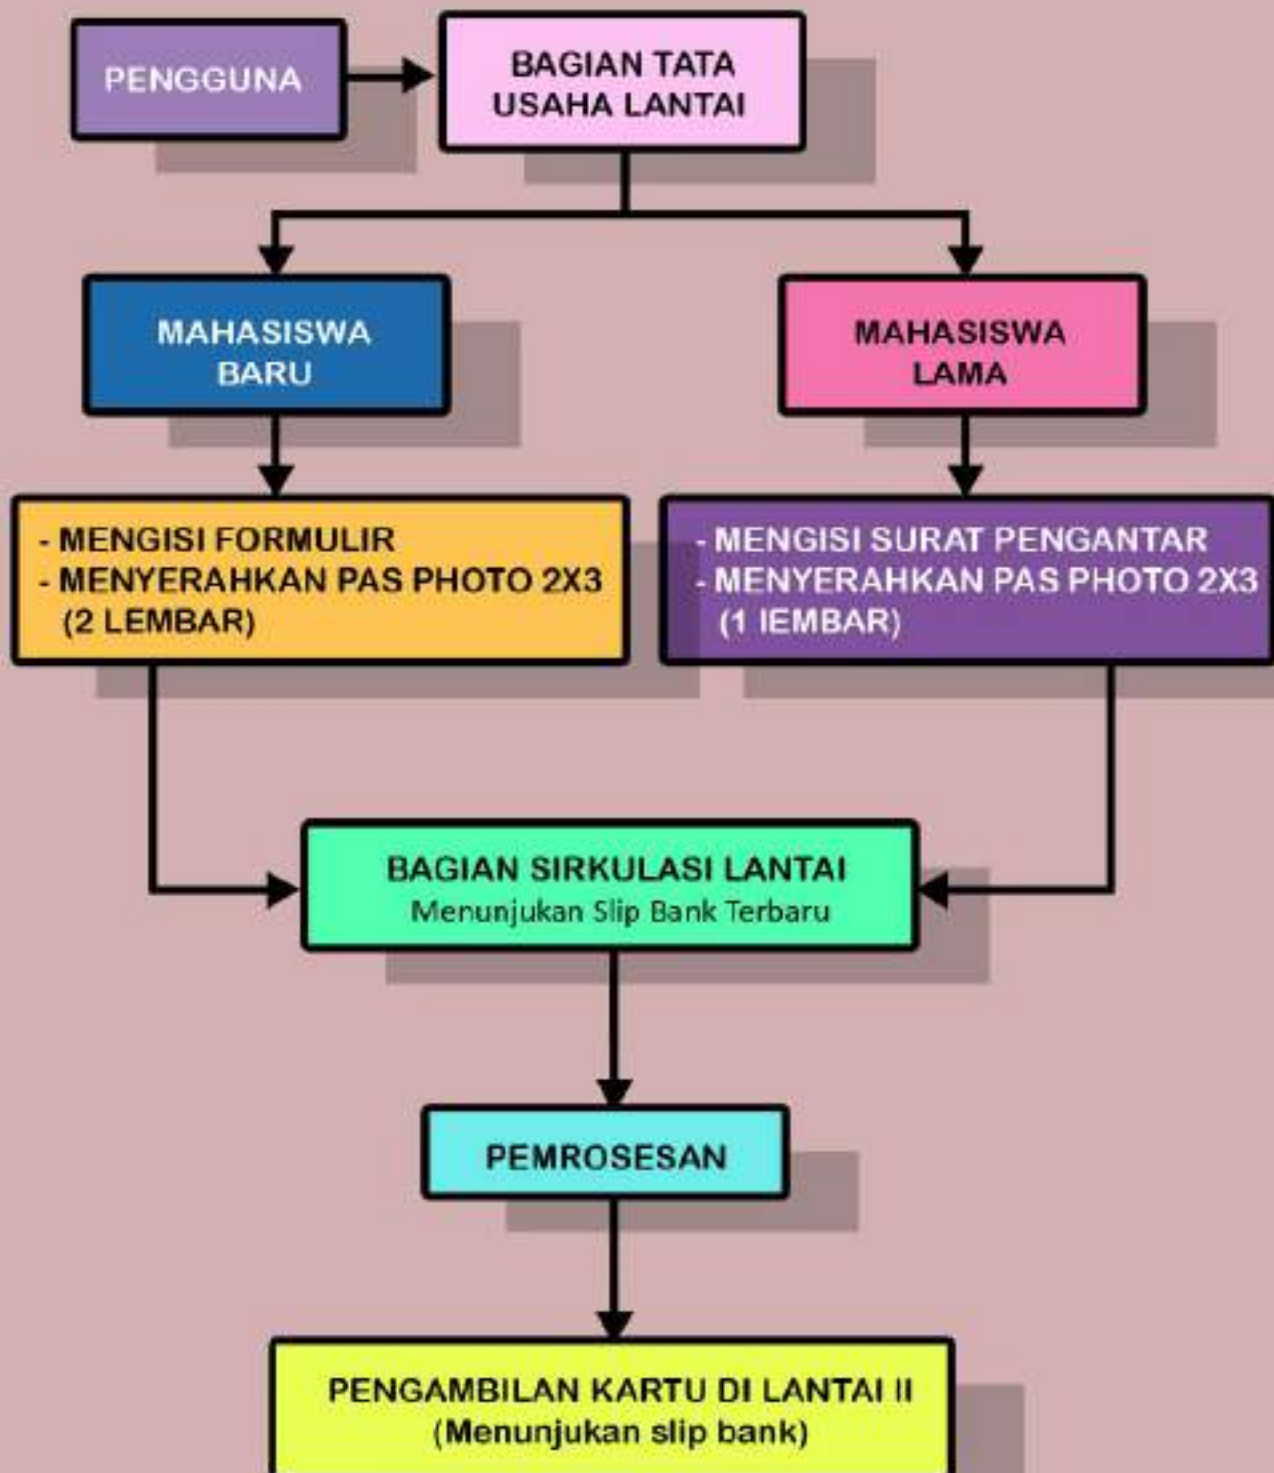 PENGGUNA
BAGIAN TATA
USAHA LANTAI
MAHASISWA
BARU
MAHASISWA
LAMA
- MENGISI FORMULIR
- MENYERAHKAN PAS PHOTO 2X3
(2 LEMBAR)
- MENGISI SURAT PENGANTAR
- MENYERAHKAN PAS PHOTO 2X3
(1 lEMBAR)
BAGIAN SIRKULASI LANTAI
Menunjukan Slip Bank Terbaru
PEMROSESAN
PENGAMBILAN KARTU DI LANTAI II
(Menunjukan slip bank)